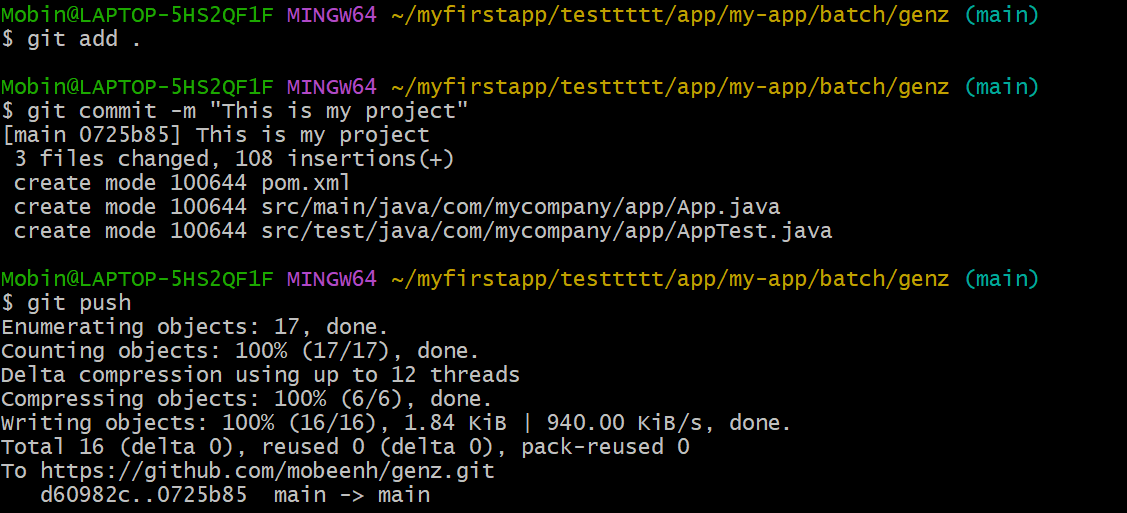 Mobin@LAPTOP-5HS2QF1F MINGW64 ~/myfirstapp/testtttt/app/my-app/batch/genz (main)
$ git add .
Mobin@LAPTOP-5HS2QF1F MINGW64 ~/myfirstapp/testtttt/app/my-app/batch/genz (main)
$ git commit -m "This is my project"
[main 0725b85] This is my project
 3 files changed, 108 insertions(+)
 create mode 100644 pom.xml
 create mode 100644 src/main/java/com/mycompany/app/App.java
 create mode 100644 src/test/java/com/mycompany/app/AppTest.java
Mobin@LAPTOP-5HS2QF1F MINGW64 ~/myfirstapp/testtttt/app/my-app/batch/genz (main)
$ git push
Enumerating objects: 17, done.
Counting objects: 100% (17/17), done.
Delta compression using up to 12 threads
Compressing objects: 100% (6/6), done.
Writing objects: 100% (16/16), 1.84 KiB | 940.00 KiB/s, done.
Total 16 (delta 0), reused 0 (delta 0), pack-reused 0
To https://github.com/mobeenh/genz.git
   d60982c..0725b85  main -> main